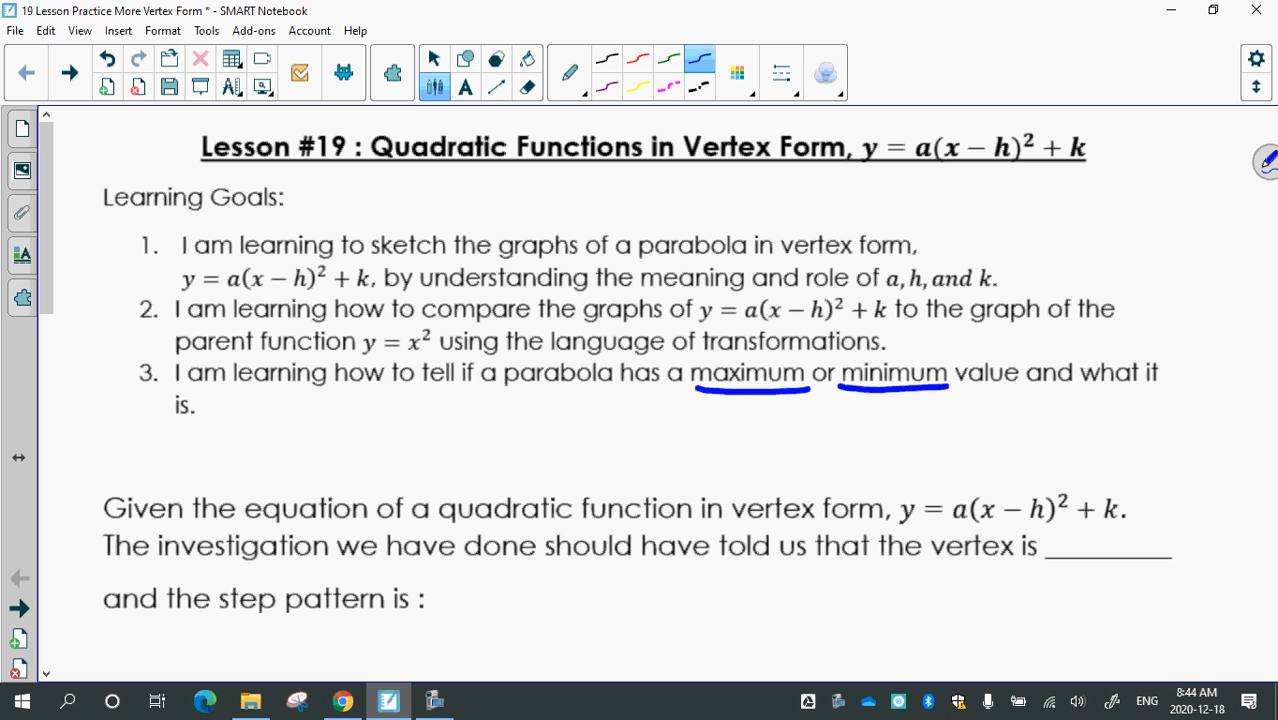 19 Lesson Practice More Vertex Form * - SMART Notebook
File Edit View Insert Format Tools Add-ons Account Help
Lesson #19 : Quadratic Functions in Vertex Form, y = a(x − h)² + k
Learning Goals:
1. I am learning to sketch the graphs of a parabola in vertex form,
y = a(x − h)² + k, by understanding the meaning and role of a, h, and k.
2. I am learning how to compare the graphs of y = a(x − h)² + k to the graph of the
parent function y = x² using the language of transformations.
3. I am learning how to tell if a parabola has a maximum or minimum value and what it
is.
Given the equation of a quadratic function in vertex form, y = a(x − h)² + k.
The investigation we have done should have told us that the vertex is __________
and the step pattern is :
ENG
8:44 AM
2020-12-18